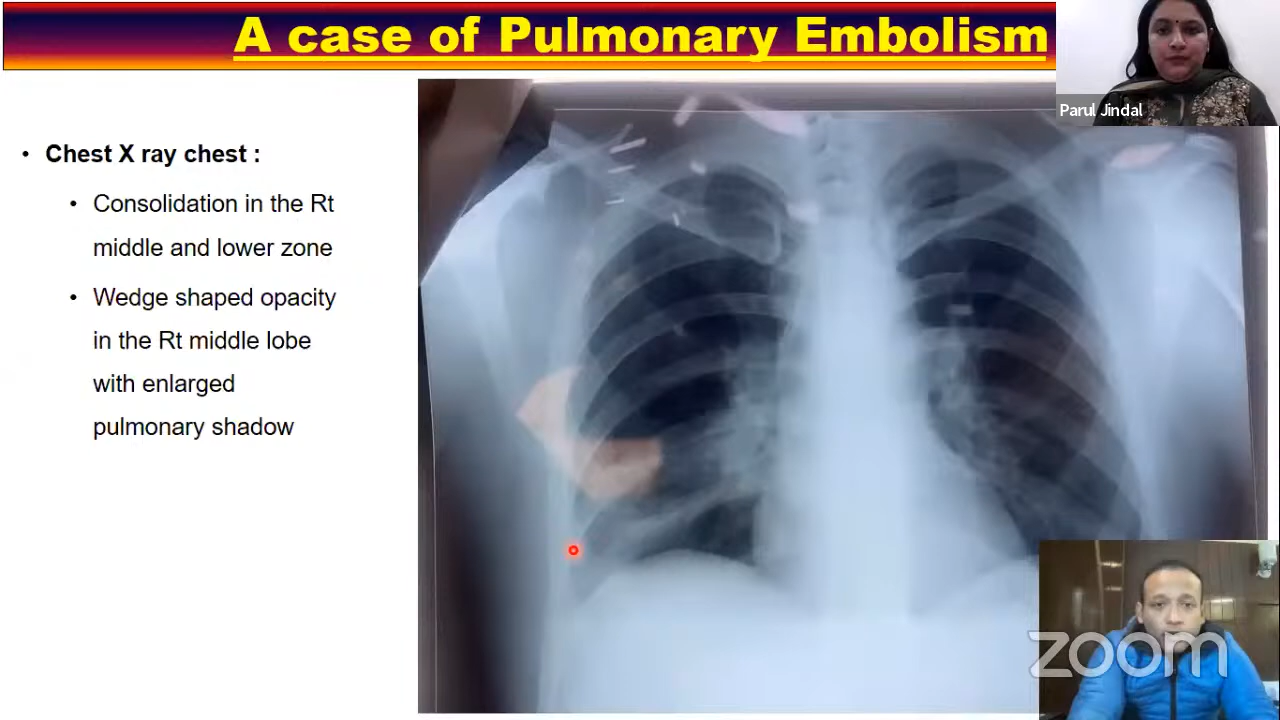 A case of Pulmonary Embolism
Parul Jindal
• Chest X ray chest :
• Consolidation in the Rt
middle and lower zone
• Wedge shaped opacity
in the Rt middle lobe
with enlarged
pulmonary shadow
zoom